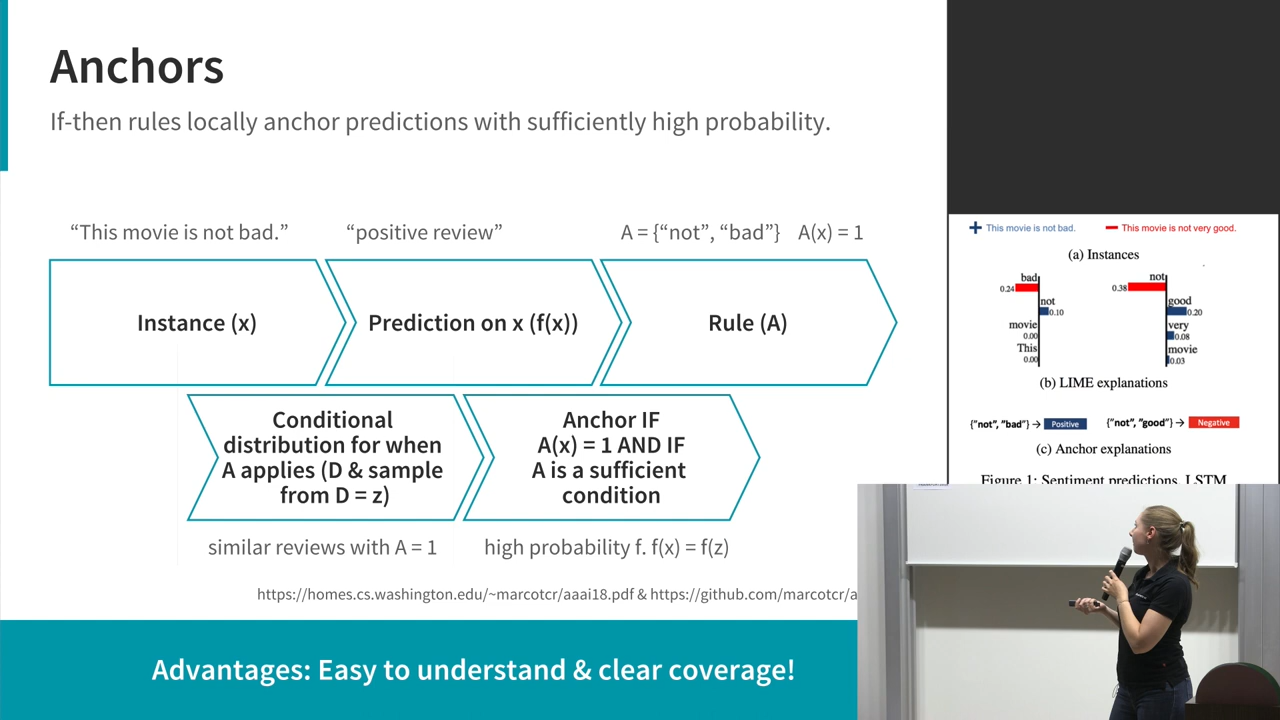 Anchors
If-then rules locally anchor predictions with sufficiently high probability.
“This movie is not bad.”
“positive review”
A = {“not”, “bad”} A(x) = 1
Instance (x)
Prediction on x (f(x))
Rule (A)
Conditional
distribution for when
A applies (D & sample
from D = z)
Anchor IF
A(x) = 1 AND IF
A is a sufficient
condition
similar reviews with A = 1
high probability f. f(x) = f(z)
https://homes.cs.washington.edu/~marcotcr/aaai18.pdf & https://github.com/marcotcr/a
Advantages: Easy to understand & clear coverage!
This movie is not bad.
This movie is not very good.
(a) Instances
bad
0.24
not
0.10
movie
0.00
This
0.00
not
0.38
good
0.20
very
0.08
movie
0.03
(b) LIME explanations
{"not", "bad"} → Positive
{"not", "good"} → Negative
(c) Anchor explanations
Figure 1: Sentiment predictions, LSTM